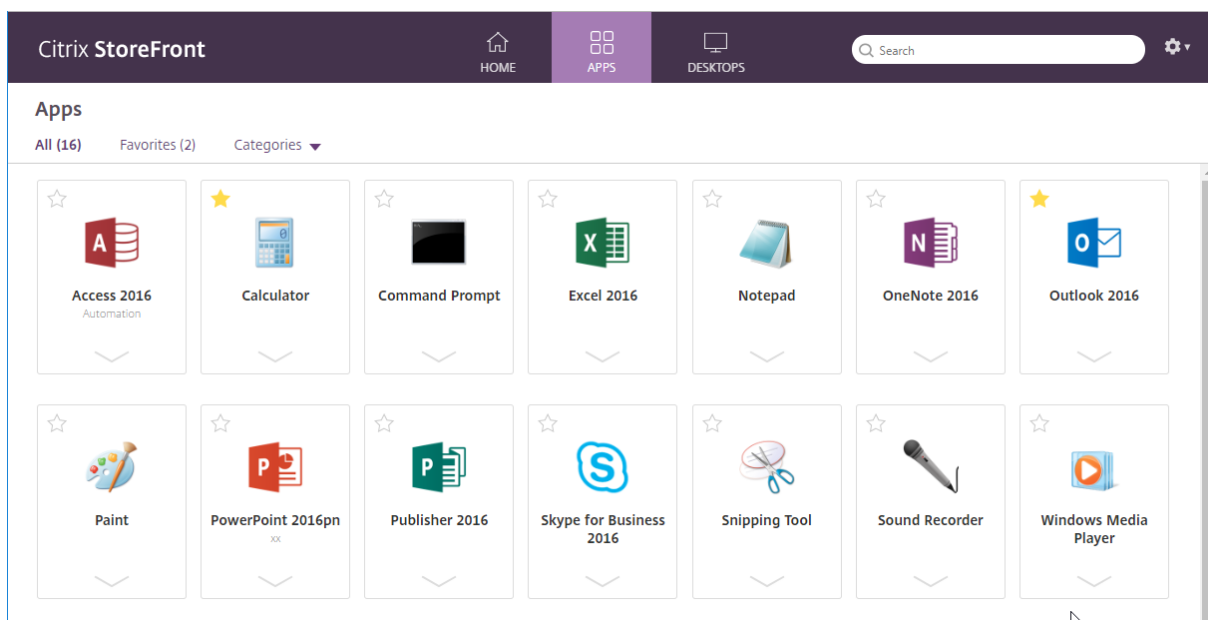 Citrix StoreFront
HOME
APPS
DESKTOPS
Search
Apps
All (16) Favorites (2) Categories
Access 2016 Calculator Command Prompt Excel 2016 Notepad OneNote 2016 Outlook 2016
Automation
Paint PowerPoint 2016pn Publisher 2016 Skype for Business 2016 Snipping Tool Sound Recorder Windows Media Player
xx